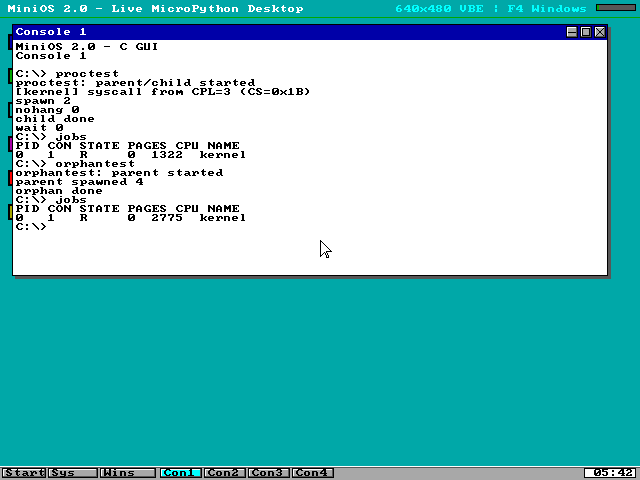 MiniOS 2.0 - Live MicroPython Desktop
640x480 VBE | F4 Windows
Console 1
MiniOS 2.0 - C GUI
Console 1
C:\> proctest
proctest: parent/child started
[kernel] syscall from CPL=3 (CS=0x1B)
spawn 2
nohang 0
child done
wait 0
C:\> jobs
PID CON STATE PAGES CPU NAME
0 1 R 0 1322 kernel
C:\> orphantest
orphantest: parent started
parent spawned 4
orphan done
C:\> jobs
PID CON STATE PAGES CPU NAME
0 1 R 0 2775 kernel
C:\>
Start Sys Wins Con1 Con2 Con3 Con4 05:42